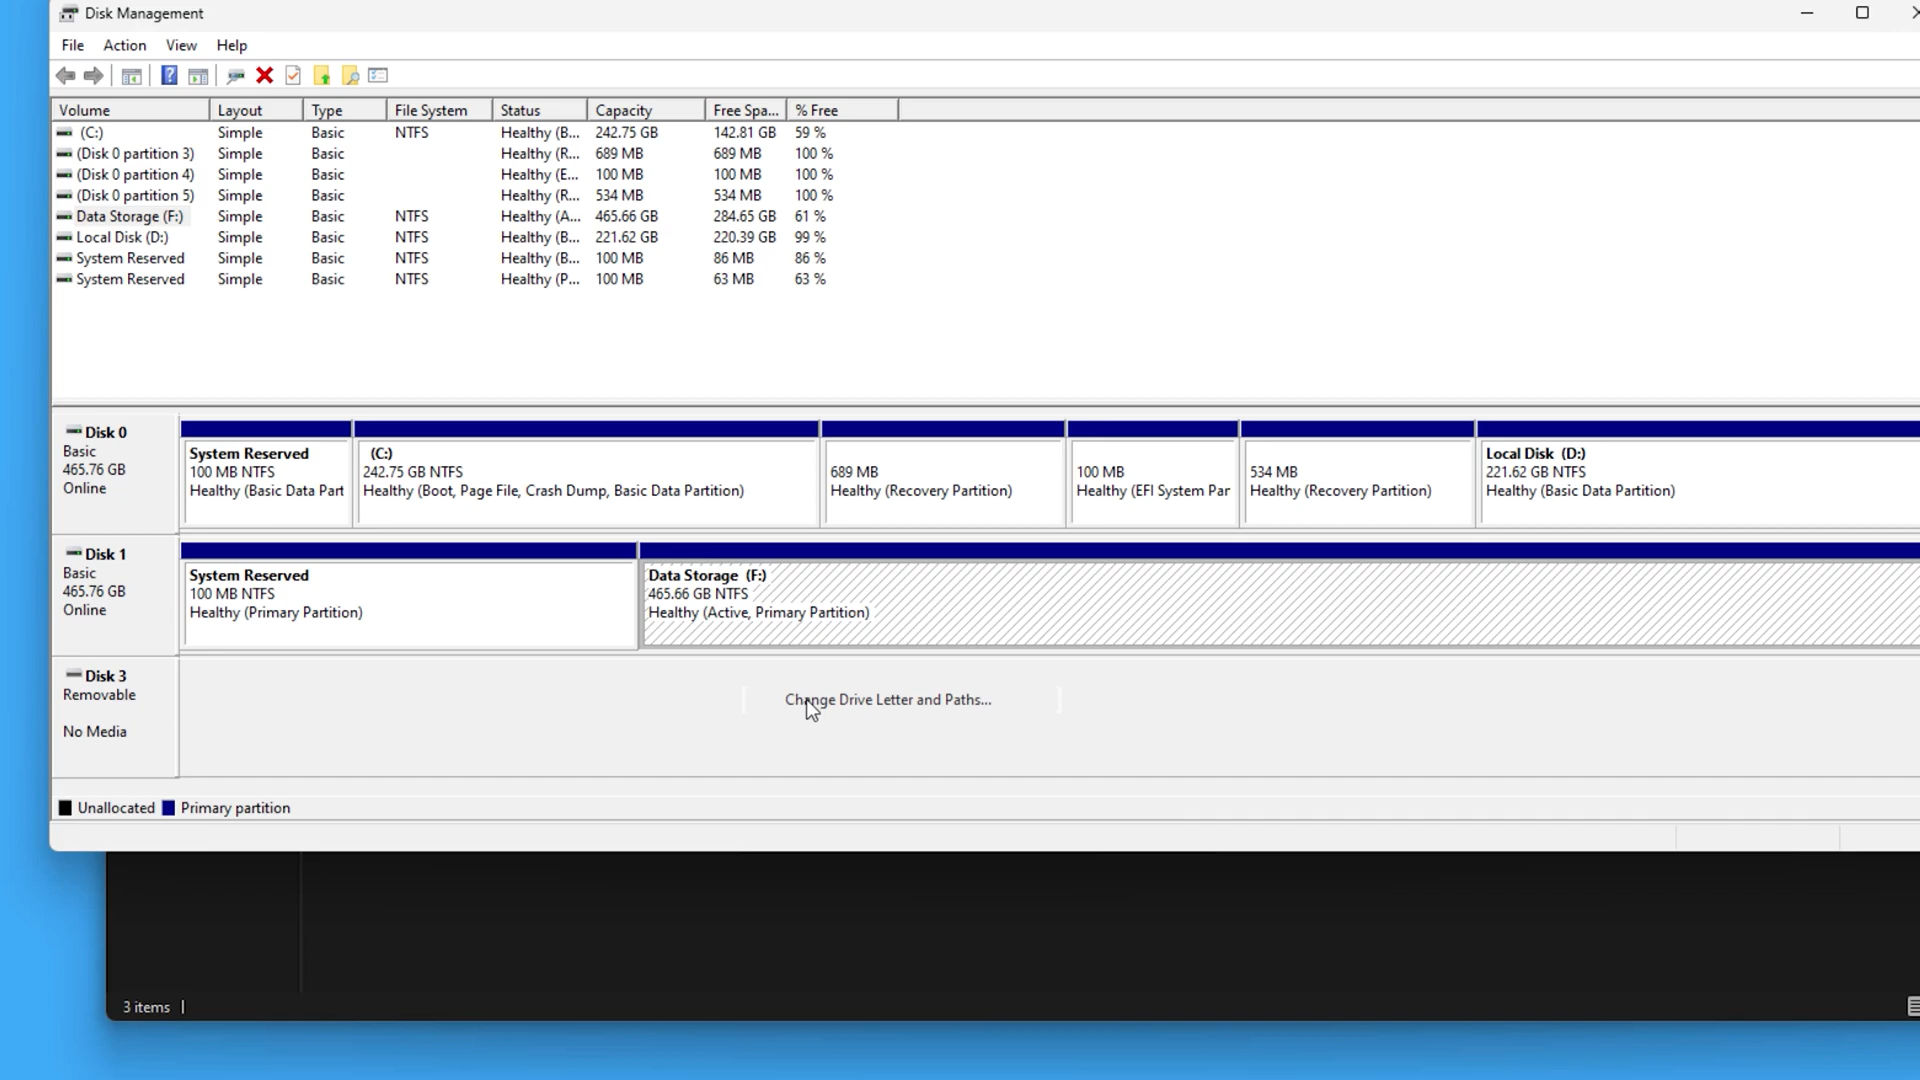 Disk Management
File Action View Help
Volume Layout Type File System Status Capacity Free Spa... % Free
(C:) Simple Basic NTFS Healthy (B... 242.75 GB 142.81 GB 59 %
(Disk 0 partition 3) Simple Basic Healthy (R... 689 MB 689 MB 100 %
(Disk 0 partition 4) Simple Basic Healthy (E... 100 MB 100 MB 100 %
(Disk 0 partition 5) Simple Basic Healthy (R... 534 MB 534 MB 100 %
Data Storage (F:) Simple Basic NTFS Healthy (A... 465.66 GB 284.65 GB 61 %
Local Disk (D:) Simple Basic NTFS Healthy (B... 221.62 GB 220.39 GB 99 %
System Reserved Simple Basic NTFS Healthy (B... 100 MB 86 MB 86 %
System Reserved Simple Basic NTFS Healthy (P... 100 MB 63 MB 63 %
Disk 0
Basic
465.76 GB
Online
System Reserved
100 MB NTFS
Healthy (Basic Data Part
(C:)
242.75 GB NTFS
Healthy (Boot, Page File, Crash Dump, Basic Data Partition)
689 MB
Healthy (Recovery Partition)
100 MB
Healthy (EFI System Par
534 MB
Healthy (Recovery Partition)
Local Disk (D:)
221.62 GB NTFS
Healthy (Basic Data Partition)
Disk 1
Basic
465.76 GB
Online
System Reserved
100 MB NTFS
Healthy (Primary Partition)
Data Storage (F:)
465.66 GB NTFS
Healthy (Active, Primary Partition)
Disk 3
Removable
No Media
Change Drive Letter and Paths...
Unallocated Primary partition
3 items